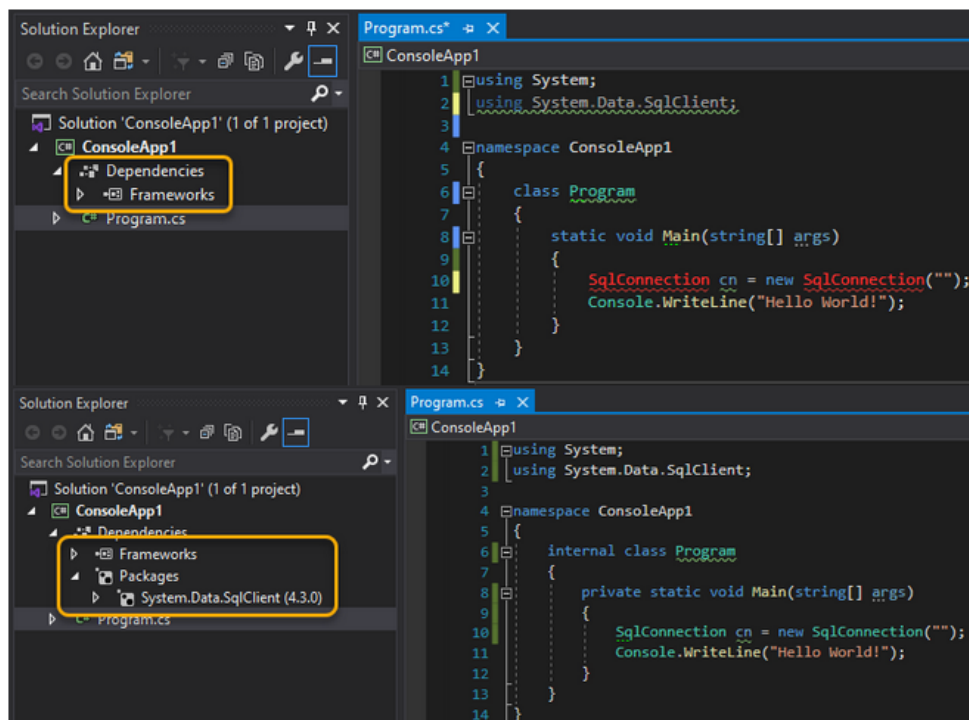 Solution Explorer
Search Solution Explorer
Solution 'ConsoleApp1' (1 of 1 project)
C# ConsoleApp1
Dependencies
Frameworks
C# Program.cs
Program.cs*
C# ConsoleApp1
1 using System;
2 using System.Data.SqlClient;
3
4 namespace ConsoleApp1
5 {
6 class Program
7 {
8 static void Main(string[] args)
9 {
10 SqlConnection cn = new SqlConnection("");
11 Console.WriteLine("Hello World!");
12 }
13 }
14 }
Solution Explorer
Search Solution Explorer
Solution 'ConsoleApp1' (1 of 1 project)
C# ConsoleApp1
Dependencies
Frameworks
Packages
System.Data.SqlClient (4.3.0)
C# Program.cs
Program.cs
C# ConsoleApp1
1 using System;
2 using System.Data.SqlClient;
3
4 namespace ConsoleApp1
5 {
6 internal class Program
7 {
8 private static void Main(string[] args)
9 {
10 SqlConnection cn = new SqlConnection("");
11 Console.WriteLine("Hello World!");
12 }
13 }
14 }